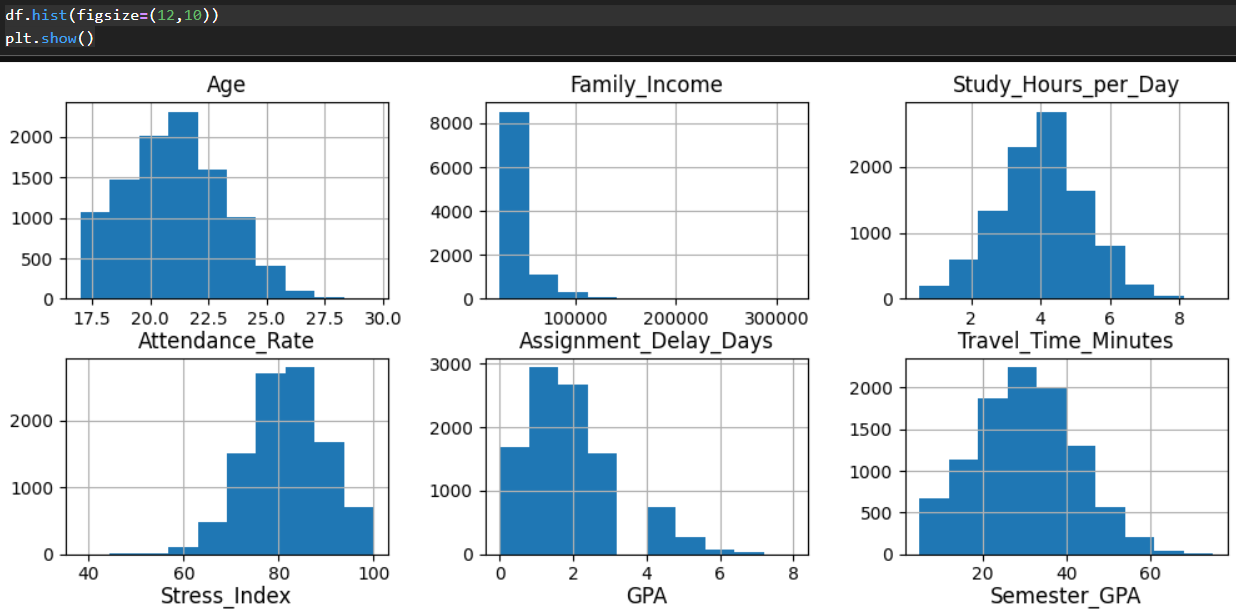 df.hist(figsize=(12,10))
plt.show()
Age Family_Income Study_Hours_per_Day
2000 1500 1000 500 0
17.5 20.0 22.5 25.0 27.5 30.0
8000 6000 4000 2000 0
100000 200000 300000
2000 1000 0
2 4 6 8
Attendance_Rate Assignment_Delay_Days Travel_Time_Minutes
2000 1000 0
40 60 80 100
3000 2000 1000 0
0 2 4 6 8
2000 1500 1000 500 0
20 40 60
Stress_Index GPA Semester_GPA